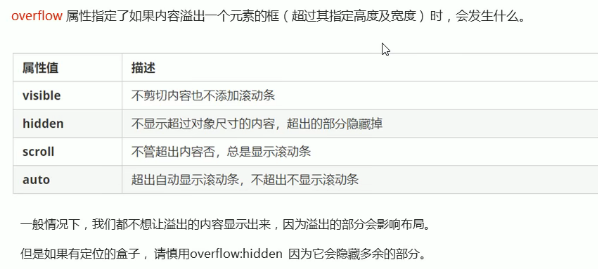 overflow 属性指定了如果内容溢出一个元素的框（超过其指定高度及宽度）时，会发生什么。
属性值 描述
visible 不剪切内容也不添加滚动条
hidden 不显示超过对象尺寸的内容，超出的部分隐藏掉
scroll 不管超出内容否，总是显示滚动条
auto 超出自动显示滚动条，不超出不显示滚动条
一般情况下，我们都不想让溢出的内容显示出来，因为溢出的部分会影响布局。
但是如果有定位的盒子，请慎用overflow:hidden 因为它会隐藏多余的部分。